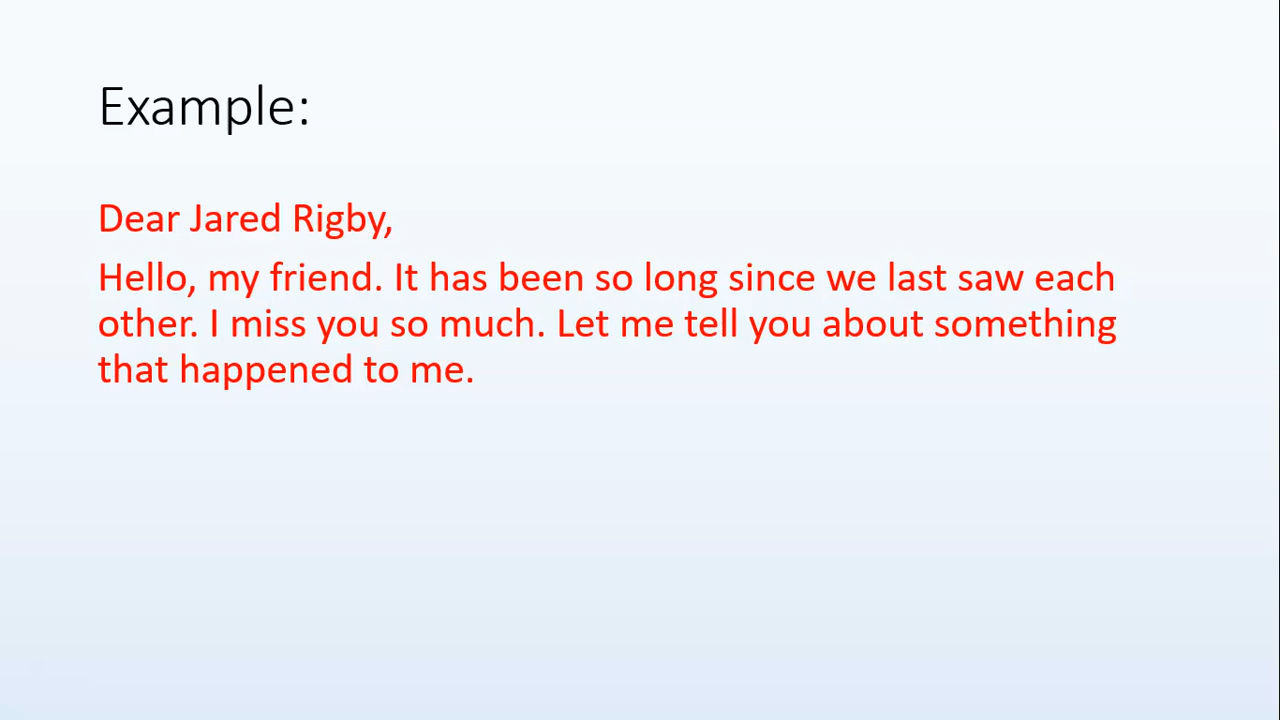 Example:
Dear Jared Rigby,
Hello, my friend. It has been so long since we last saw each
other. I miss you so much. Let me tell you about something
that happened to me.